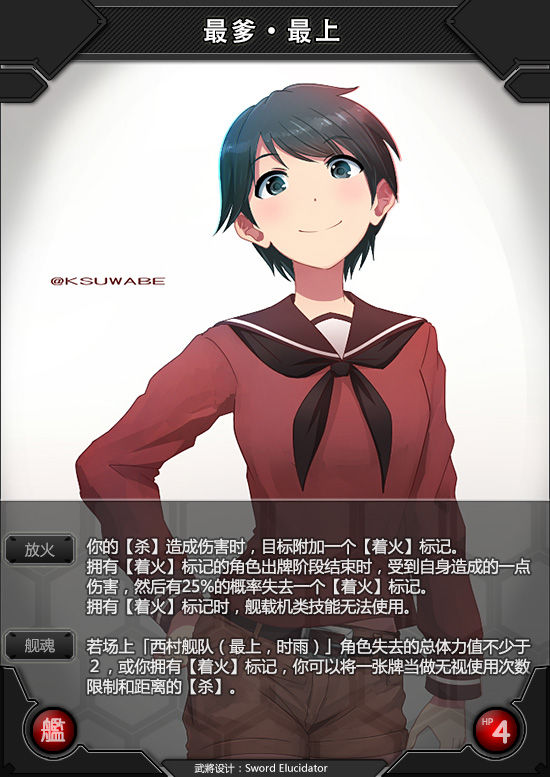 最爹·最上
@KSUWABE
放火
你的【杀】造成伤害时，目标附加一个【着火】标记。
拥有【着火】标记的角色出牌阶段结束时，受到自身造成的一点
伤害，然后有25%的概率失去一个【着火】标记。
拥有【着火】标记时，舰载机类技能无法使用。
舰魂
若场上「西村舰队（最上，时雨）」角色失去的总体力值不少于
２，或你拥有【着火】标记，你可以将一张牌当做无视使用次数
限制和距离的【杀】。
艦
HP 4
武將设计：Sword Elucidator